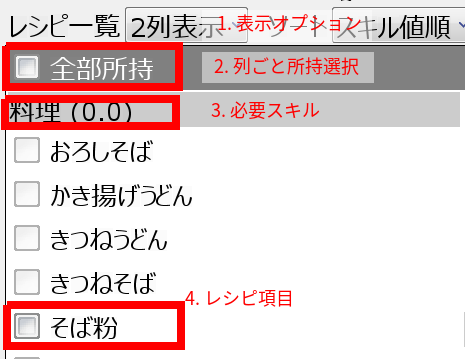 レシピ一覧 2列表示 1. 表示オプション スキル値順
全部所持 2. 列ごと所持選択
料理 (0.0) 3. 必要スキル
おろしそば
かき揚げうどん
きつねうどん
きつねそば
4. レシピ項目
そば粉